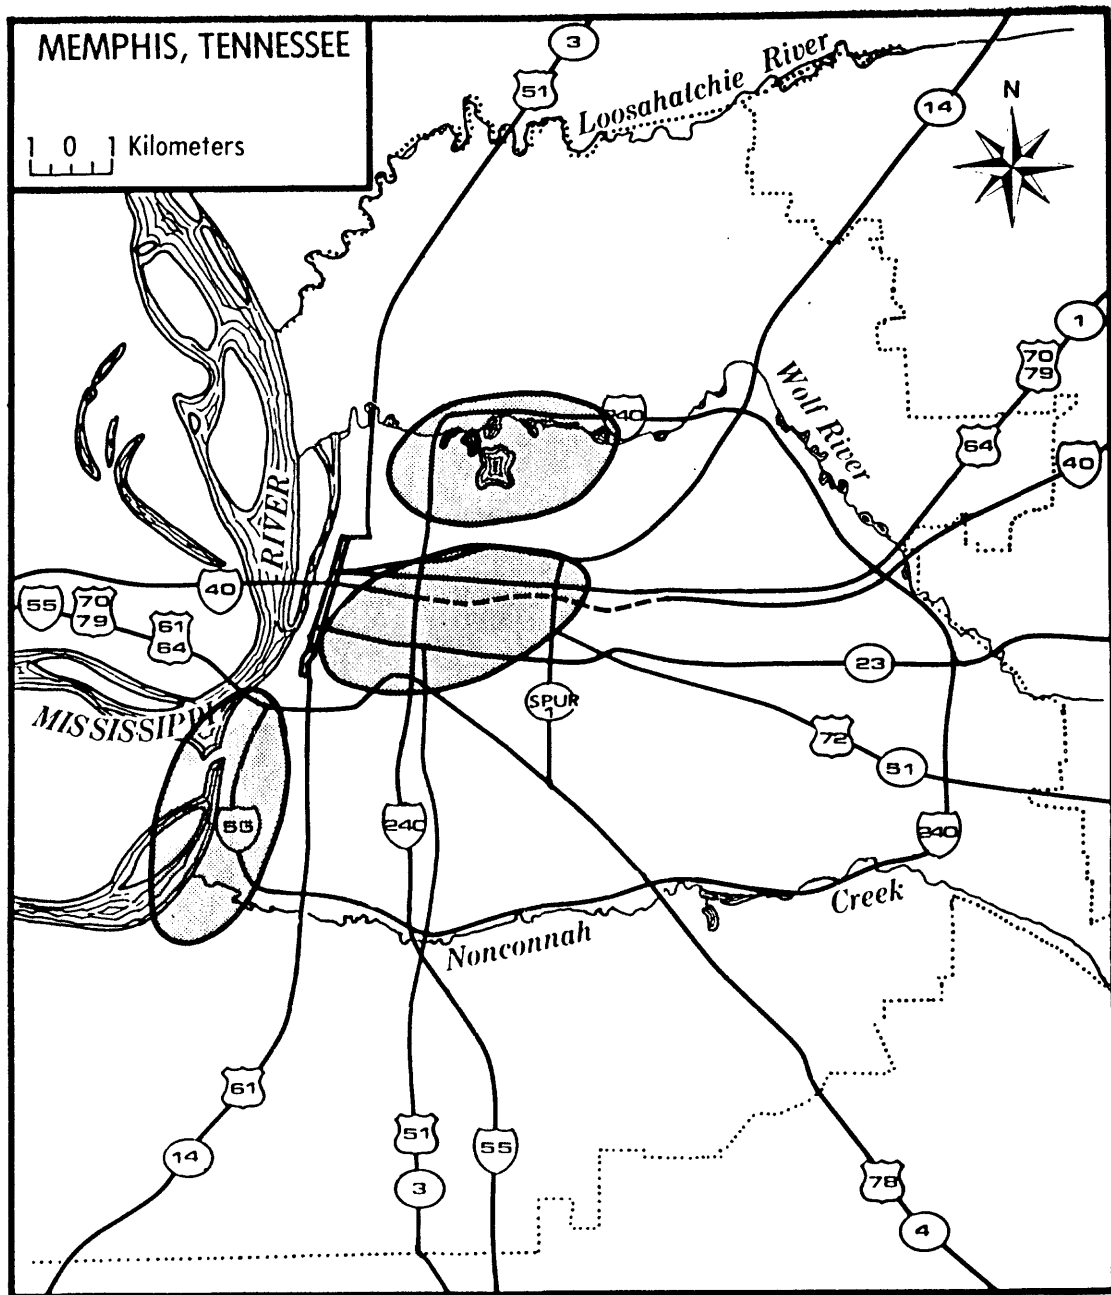 MEMPHIS, TENNESSEE
1 0 1 Kilometers
3
51
Loosahatchie River
14
N
1
70
79
64
40
Wolf River
240
RIVER
40
55
70
79
61
64
MISSISSIPPI
23
SPUR
1
72
51
55
240
240
Creek
Nonconnah
61
14
51
3
55
78
4